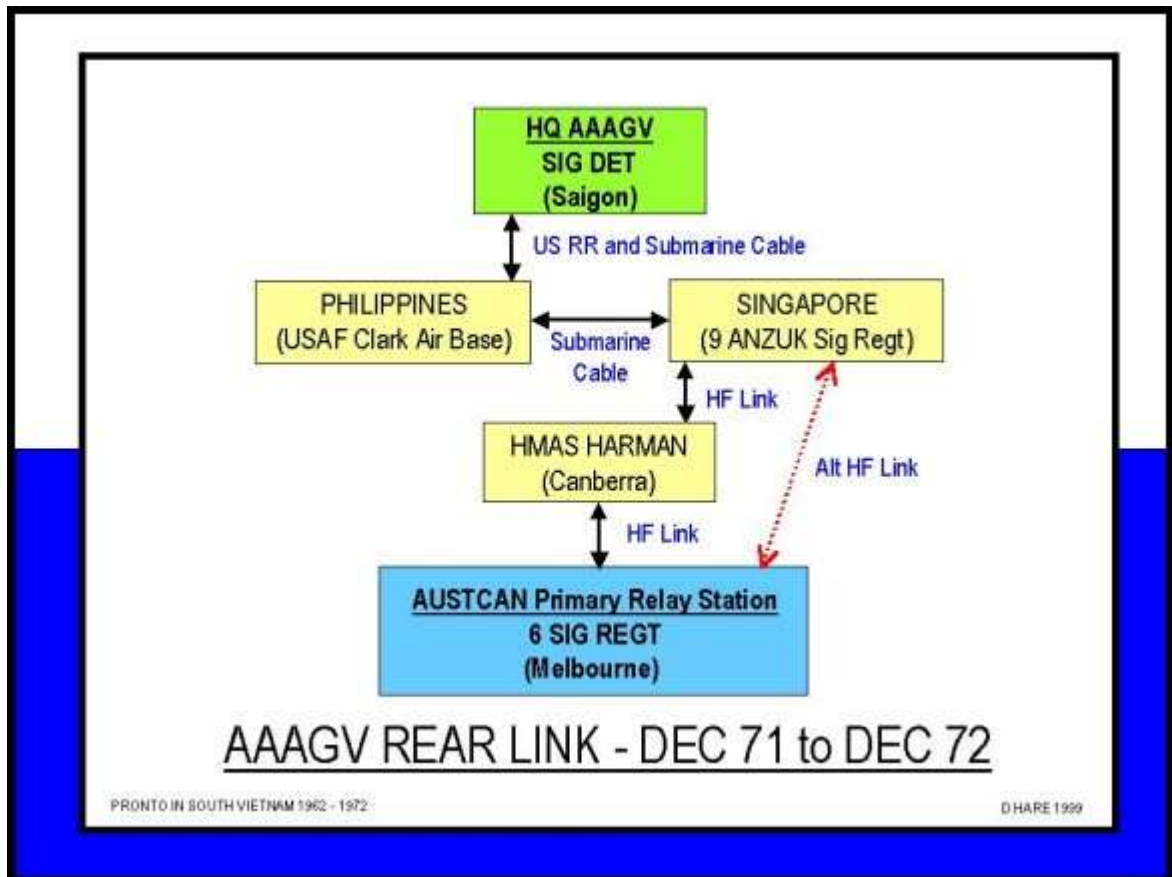 HQ AAAGV
SIG DET
(Saigon)
US RR and Submarine Cable
PHILIPPINES
(USAF Clark Air Base)
Submarine
Cable
SINGAPORE
(9 ANZUK Sig Regt)
HF Link
HMAS HARMAN
(Canberra)
Alt HF Link
HF Link
AUSTCAN Primary Relay Station
6 SIG REGT
(Melbourne)
AAAGV REAR LINK - DEC 71 to DEC 72
PRONTO IN SOUTH VIETNAM 1962 - 1972
D HARE 1999